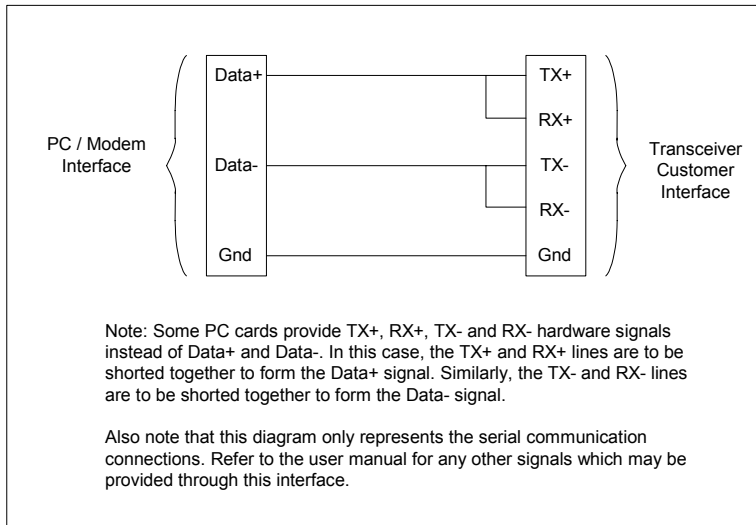 Data+
TX+
RX+
PC / Modem
Interface
Data-
TX-
Transceiver
Customer
Interface
RX-
Gnd
Gnd
Note: Some PC cards provide TX+, RX+, TX- and RX- hardware signals
instead of Data+ and Data-. In this case, the TX+ and RX+ lines are to be
shorted together to form the Data+ signal. Similarly, the TX- and RX- lines
are to be shorted together to form the Data- signal.
Also note that this diagram only represents the serial communication
connections. Refer to the user manual for any other signals which may be
provided through this interface.